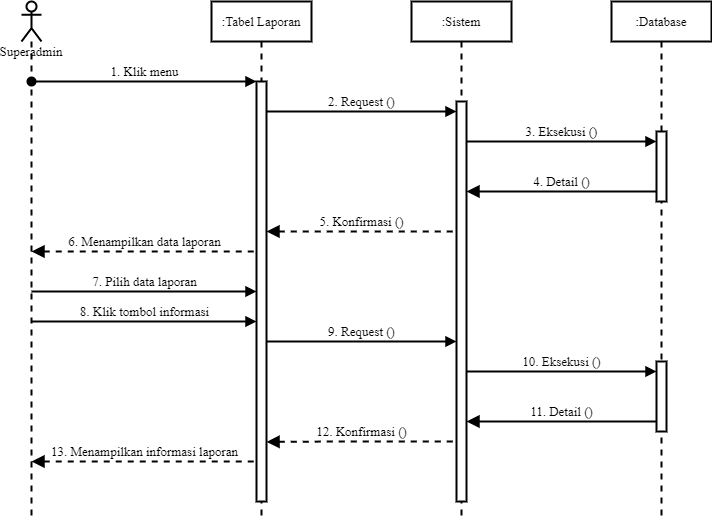 :Tabel Laporan
:Sistem
:Database
Superadmin
1. Klik menu
2. Request ()
3. Eksekusi ()
4. Detail ()
5. Konfirmasi ()
6. Menampilkan data laporan
7. Pilih data laporan
8. Klik tombol informasi
9. Request ()
10. Eksekusi ()
11. Detail ()
12. Konfirmasi ()
13. Menampilkan informasi laporan